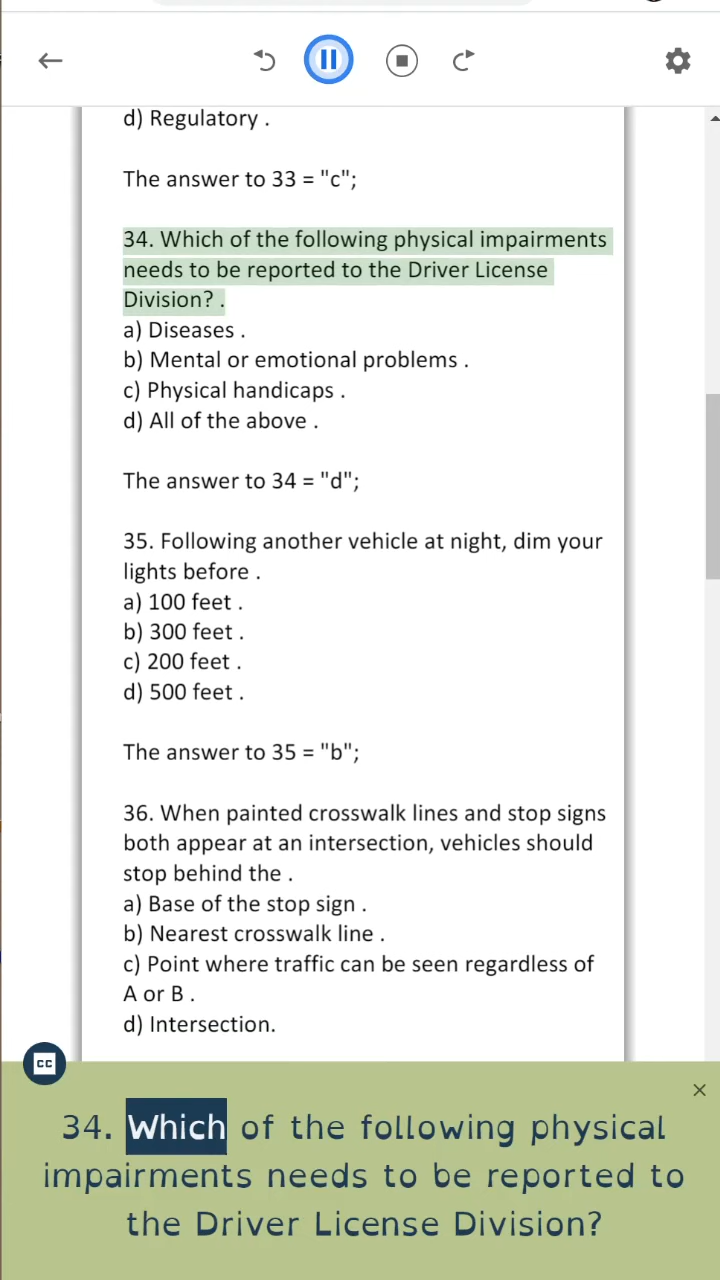 d) Regulatory .
The answer to 33 = "c";
34. Which of the following physical impairments
needs to be reported to the Driver License
Division? .
a) Diseases .
b) Mental or emotional problems .
c) Physical handicaps .
d) All of the above .
The answer to 34 = "d";
35. Following another vehicle at night, dim your
lights before .
a) 100 feet .
b) 300 feet .
c) 200 feet .
d) 500 feet .
The answer to 35 = "b";
36. When painted crosswalk lines and stop signs
both appear at an intersection, vehicles should
stop behind the .
a) Base of the stop sign .
b) Nearest crosswalk line .
c) Point where traffic can be seen regardless of
A or B .
d) Intersection.
CC
34. Which of the following physical
impairments needs to be reported to
the Driver License Division?